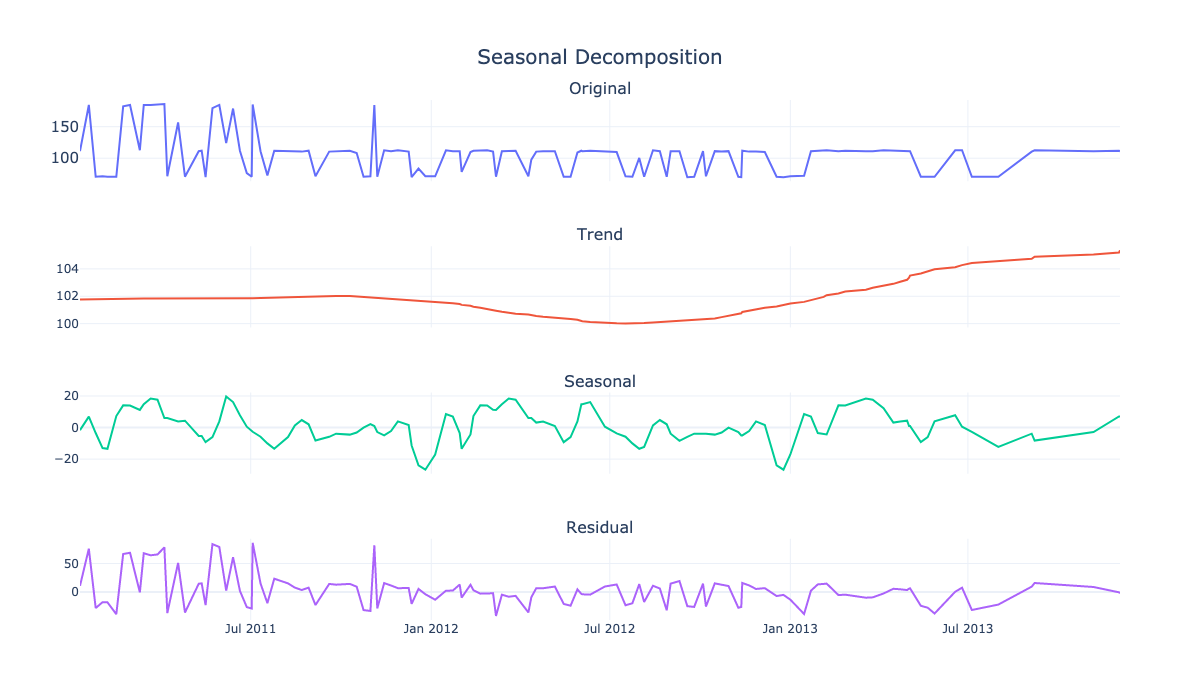 Seasonal Decomposition
Original
150
100
Trend
104
102
100
Seasonal
20
0
−20
Residual
50
0
Jul 2011 Jan 2012 Jul 2012 Jan 2013 Jul 2013